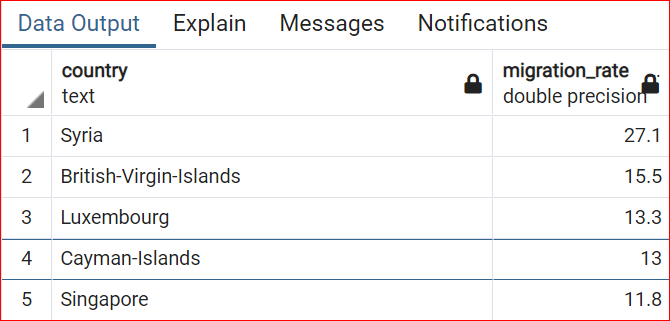 Data Output Explain Messages Notifications
country migration_rate
text double precision
1 Syria 27.1
2 British-Virgin-Islands 15.5
3 Luxembourg 13.3
4 Cayman-Islands 13
5 Singapore 11.8